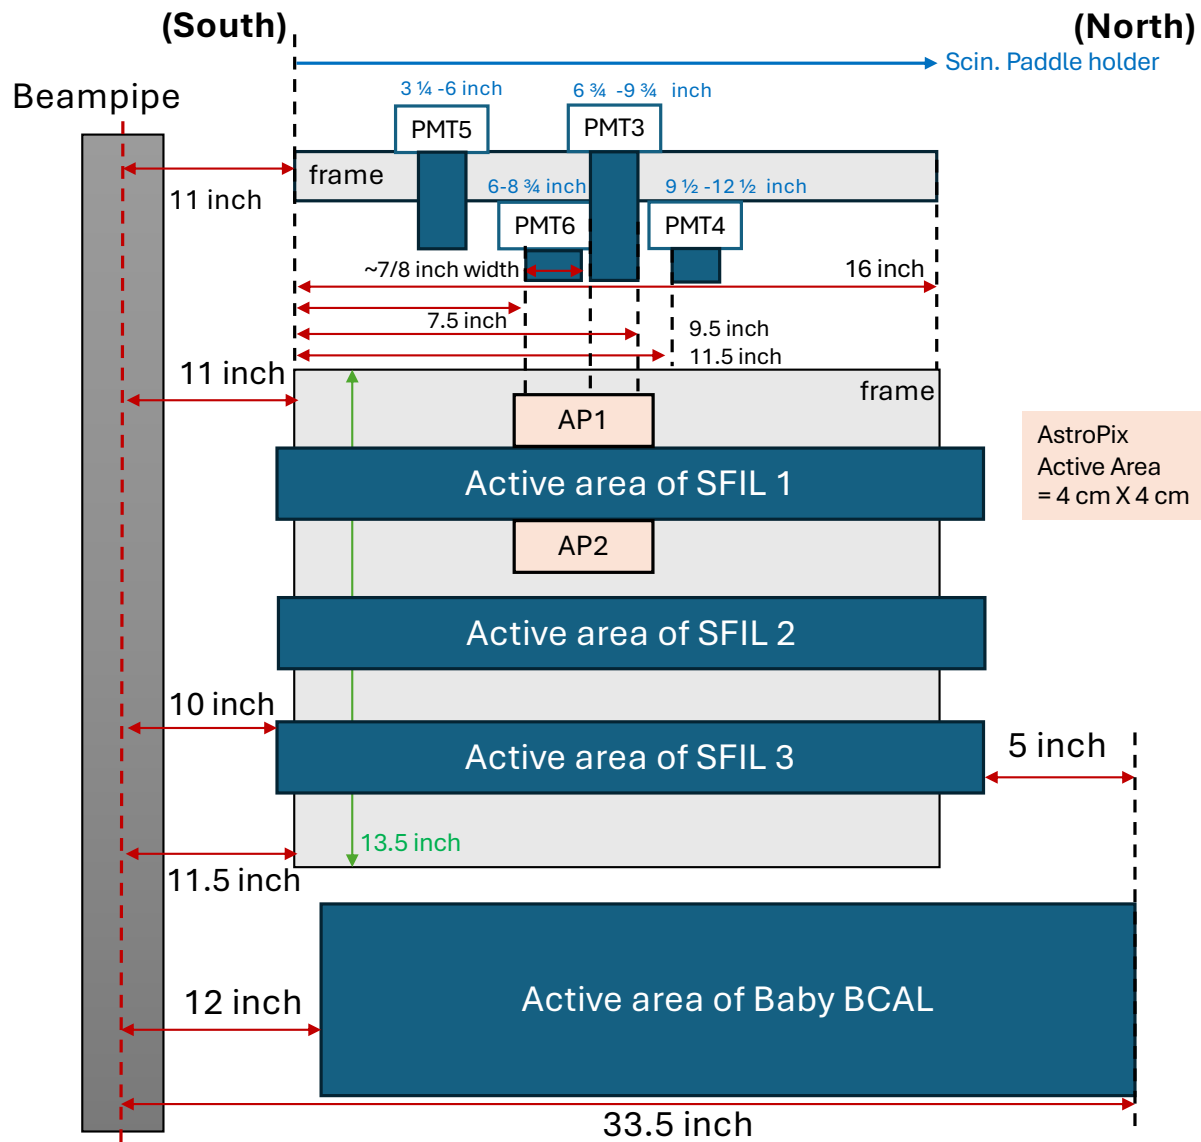 (South)
(North)
Scin. Paddle holder
Beampipe
3 ¼ -6 inch
6 ¾ -9 ¾ inch
PMT5
PMT3
frame
11 inch
6-8 ¾ inch
9 ½ -12 ½ inch
PMT6
PMT4
~7/8 inch width
16 inch
7.5 inch
9.5 inch
11.5 inch
11 inch
frame
AP1
AstroPix
Active Area
= 4 cm X 4 cm
Active area of SFIL 1
AP2
Active area of SFIL 2
10 inch
Active area of SFIL 3
5 inch
13.5 inch
11.5 inch
12 inch
Active area of Baby BCAL
33.5 inch